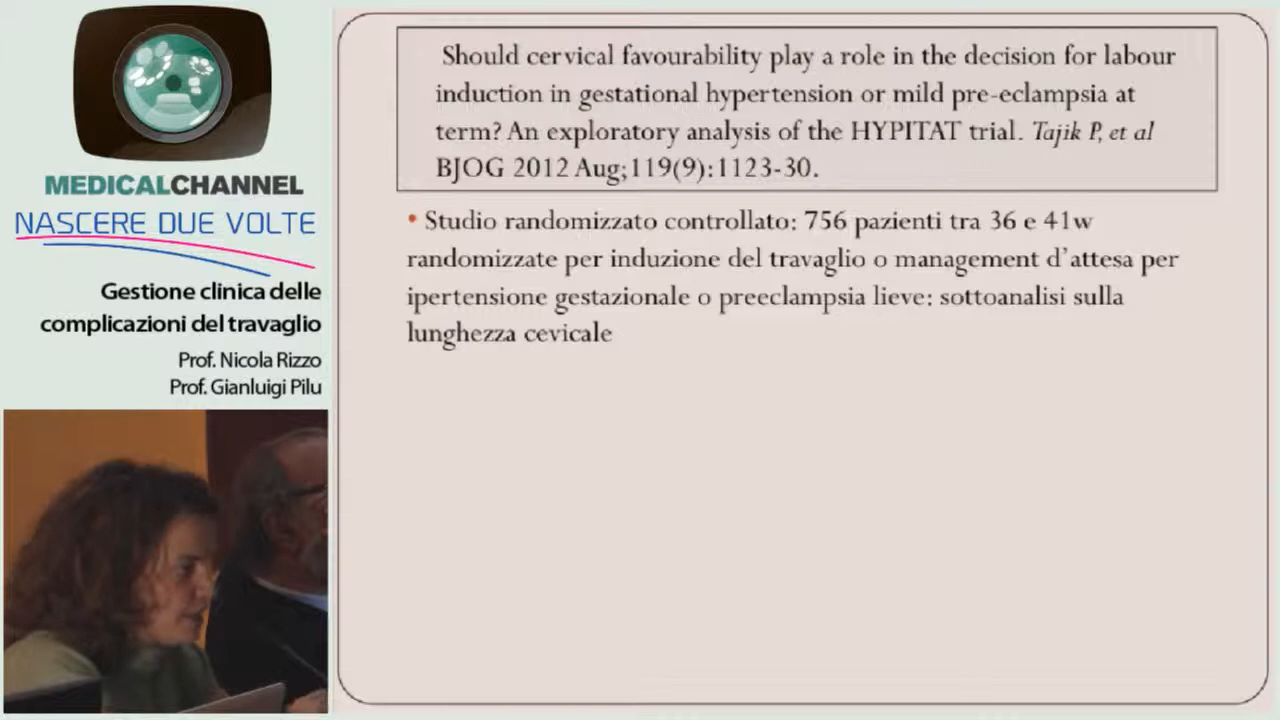 MEDICALCHANNEL
NASCERE DUE VOLTE
Gestione clinica delle
complicazioni del travaglio
Prof. Nicola Rizzo
Prof. Gianluigi Pilu
Should cervical favourability play a role in the decision for labour
induction in gestational hypertension or mild pre-eclampsia at
term? An exploratory analysis of the HYPITAT trial. Tajik P, et al
BJOG 2012 Aug;119(9):1123-30.
• Studio randomizzato controllato: 756 pazienti tra 36 e 41w
randomizzate per induzione del travaglio o management d'attesa per
ipertensione gestazionale o preeclampsia lieve: sottoanalisi sulla
lunghezza cevicale